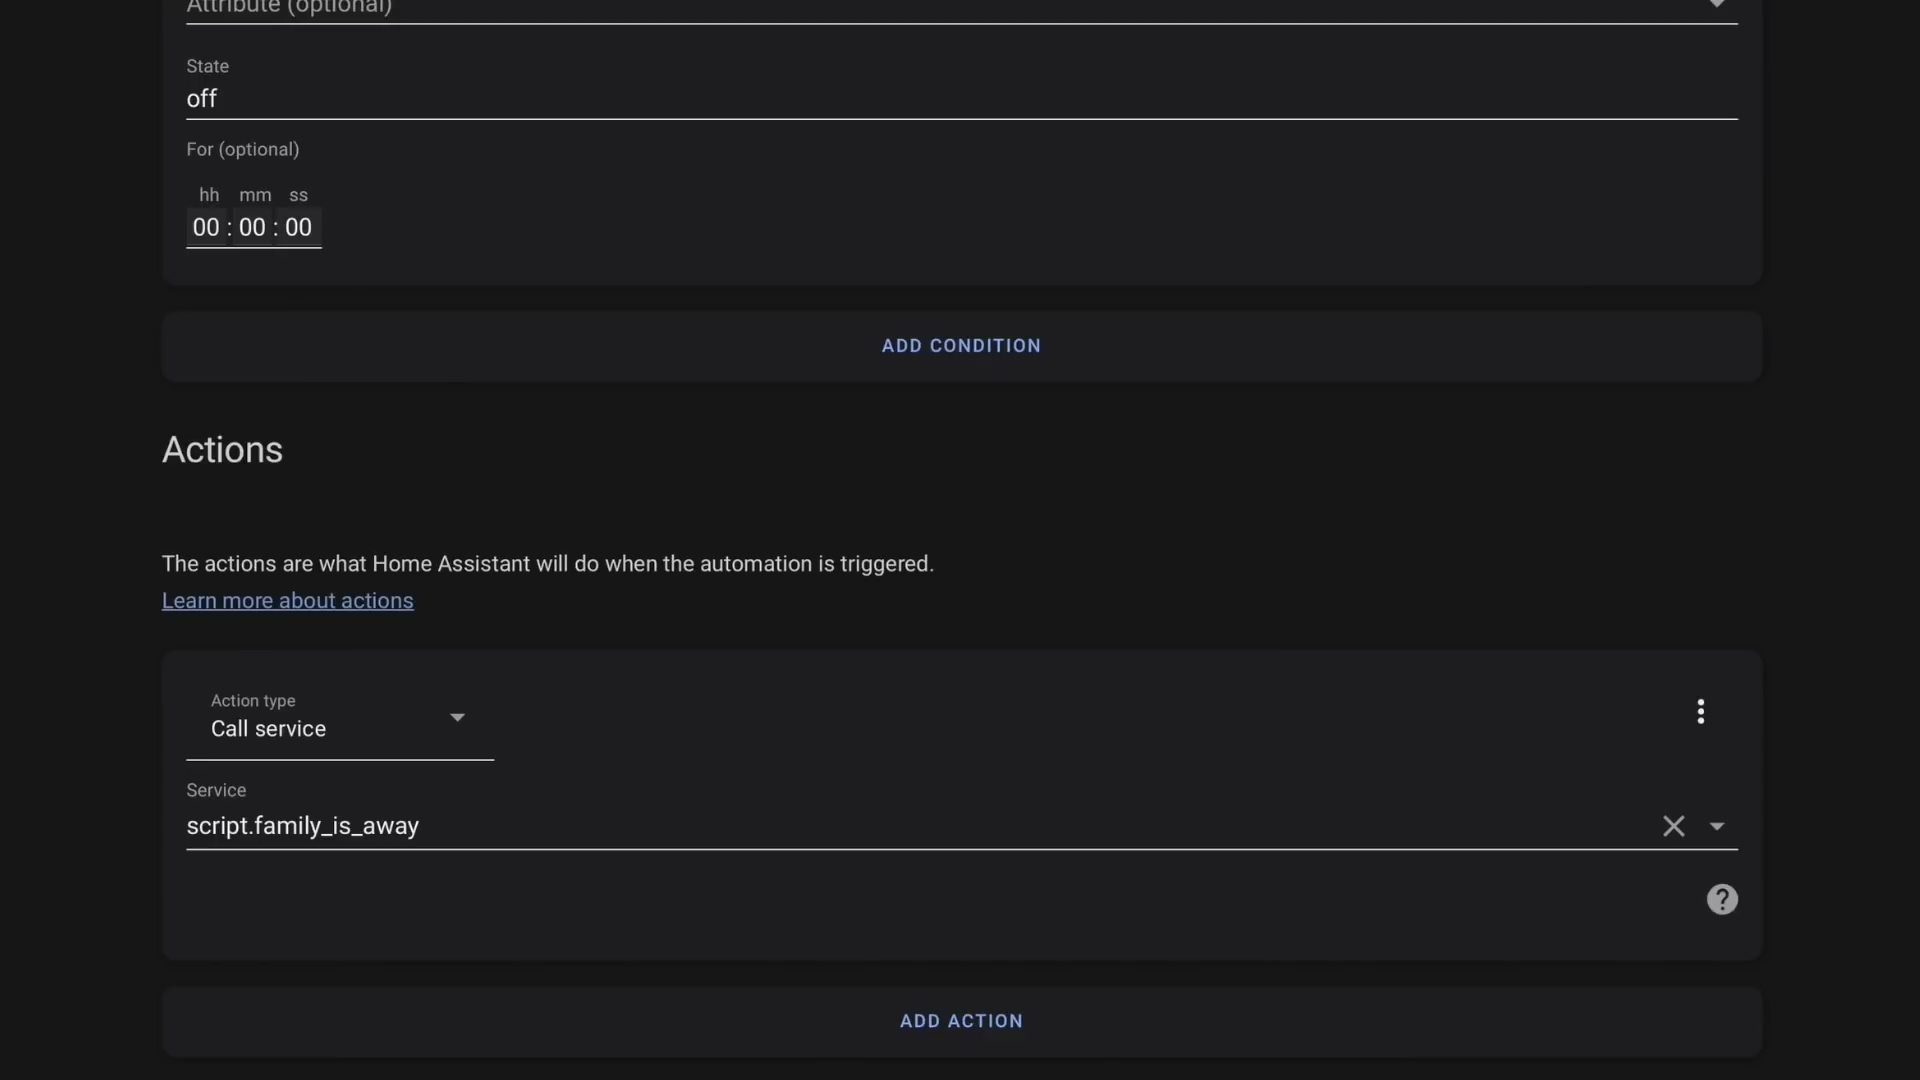 Attribute (optional)
State
off
For (optional)
hh mm ss
00 : 00 : 00
ADD CONDITION
Actions
The actions are what Home Assistant will do when the automation is triggered.
Learn more about actions
Action type
Call service
Service
script.family_is_away
ADD ACTION